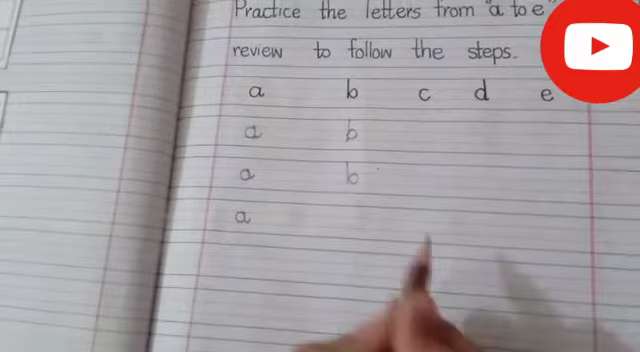 Practice the letters from "a to e"
review to follow the steps.
a b c d e
a b
a b
a